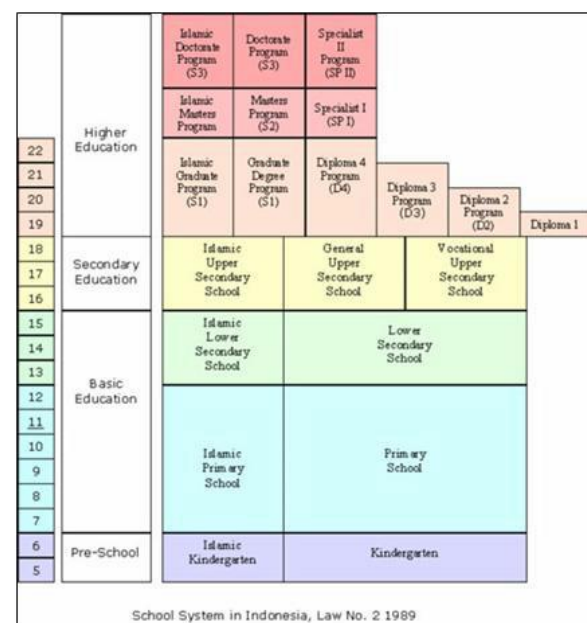 Islamic
Doctorate
Program
(S3)
Doctorate
Program
(S3)
Specialist
II
Program
(SP II)
Islamic
Masters
Program
Masters
Program
(S2)
Specialist I
(SP I)
Higher
Education
22
21
20
19
Islamic
Graduate
Program
(S1)
Graduate
Degree
Program
(S1)
Diploma 4
Program
(D4)
Diploma 3
Program
(D3)
Diploma 2
Program
(D2)
Diploma 1
18
17
16
Secondary
Education
Islamic
Upper
Secondary
School
General
Upper
Secondary
School
Vocational
Upper
Secondary
School
15
14
13
Islamic
Lower
Secondary
School
Lower
Secondary
School
Basic
Education
12
11
10
9
8
7
Islamic
Primary
School
Primary
School
6
5
Pre-School
Islamic
Kindergarten
Kindergarten
School System in Indonesia, Law No. 2 1989